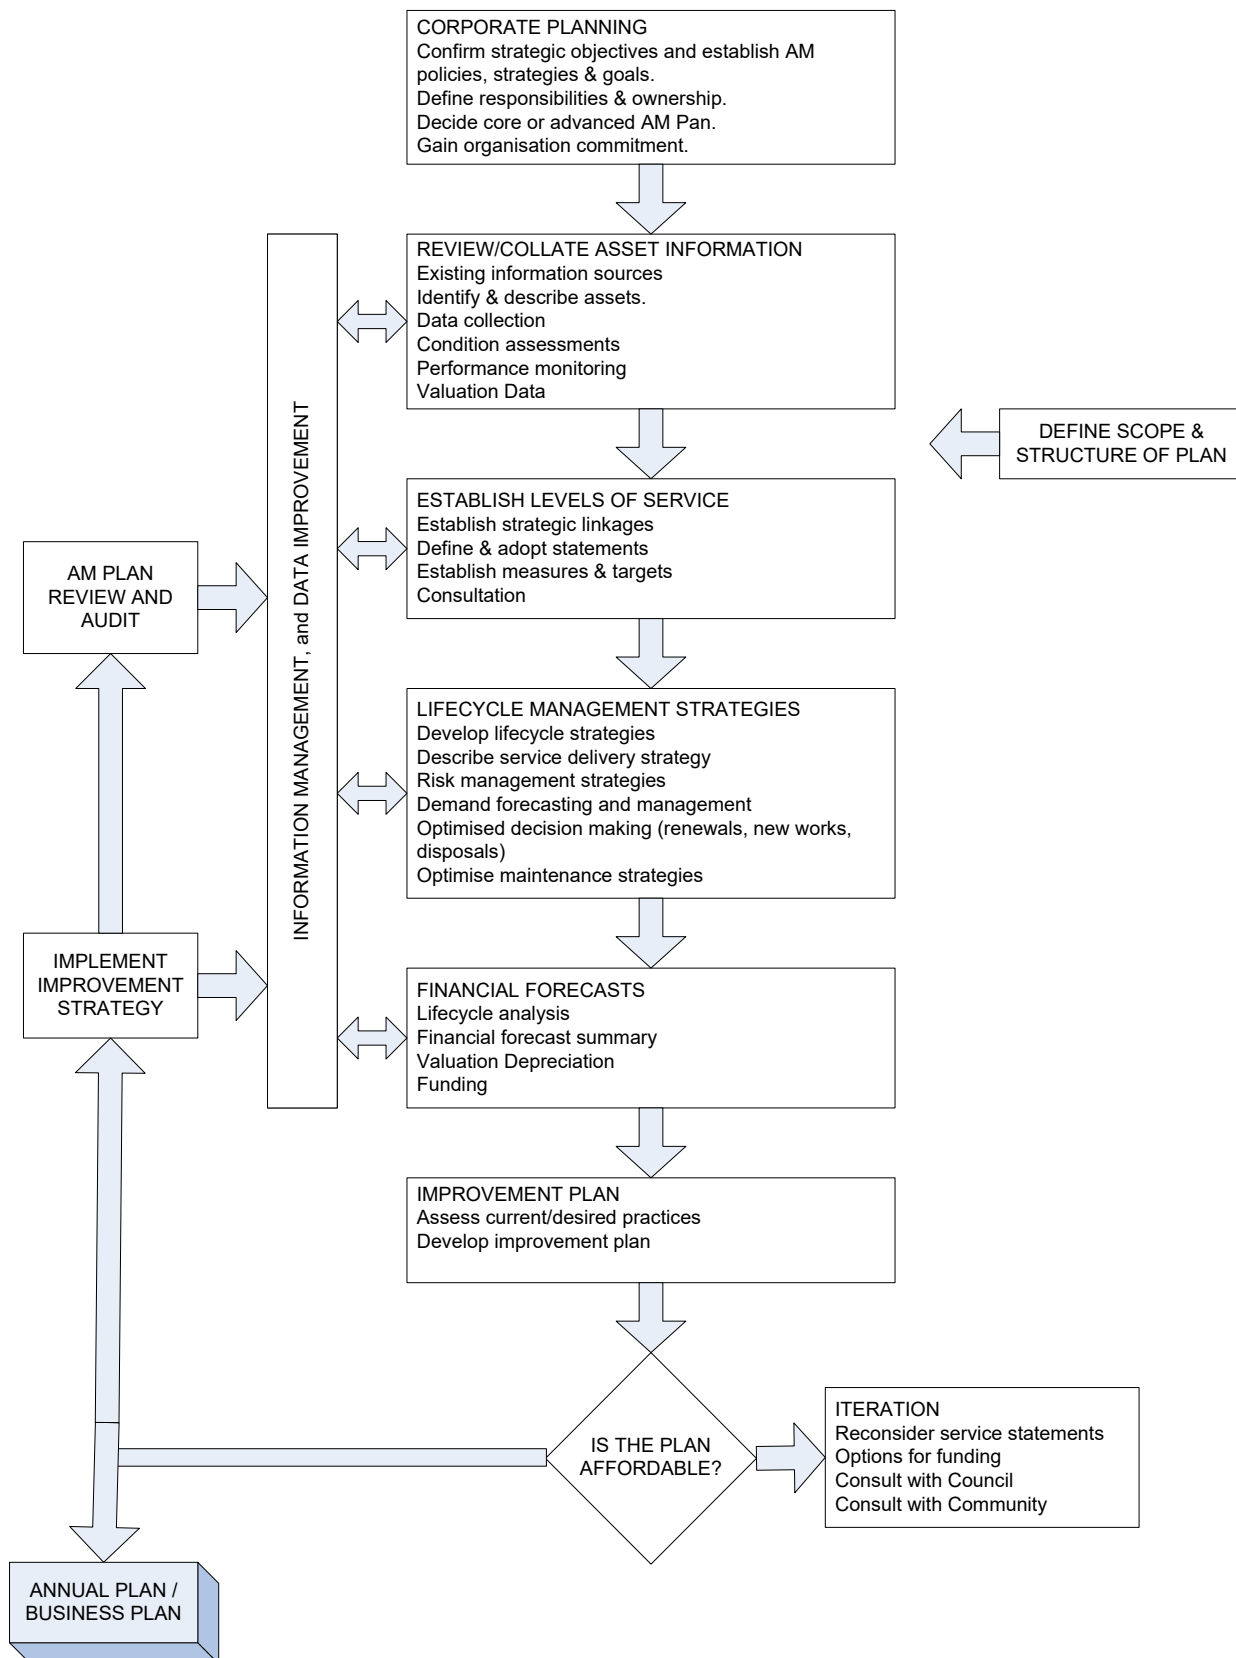 CORPORATE PLANNING
Confirm strategic objectives and establish AM
policies, strategies & goals.
Define responsibilities & ownership.
Decide core or advanced AM Pan.
Gain organisation commitment.
REVIEW/COLLATE ASSET INFORMATION
Existing information sources
Identify & describe assets.
Data collection
Condition assessments
Performance monitoring
Valuation Data
DEFINE SCOPE &
STRUCTURE OF PLAN
INFORMATION MANAGEMENT, and DATA IMPROVEMENT
ESTABLISH LEVELS OF SERVICE
Establish strategic linkages
Define & adopt statements
Establish measures & targets
Consultation
AM PLAN
REVIEW AND
AUDIT
LIFECYCLE MANAGEMENT STRATEGIES
Develop lifecycle strategies
Describe service delivery strategy
Risk management strategies
Demand forecasting and management
Optimised decision making (renewals, new works,
disposals)
Optimise maintenance strategies
IMPLEMENT
IMPROVEMENT
STRATEGY
FINANCIAL FORECASTS
Lifecycle analysis
Financial forecast summary
Valuation Depreciation
Funding
IMPROVEMENT PLAN
Assess current/desired practices
Develop improvement plan
IS THE PLAN
AFFORDABLE?
ITERATION
Reconsider service statements
Options for funding
Consult with Council
Consult with Community
ANNUAL PLAN /
BUSINESS PLAN